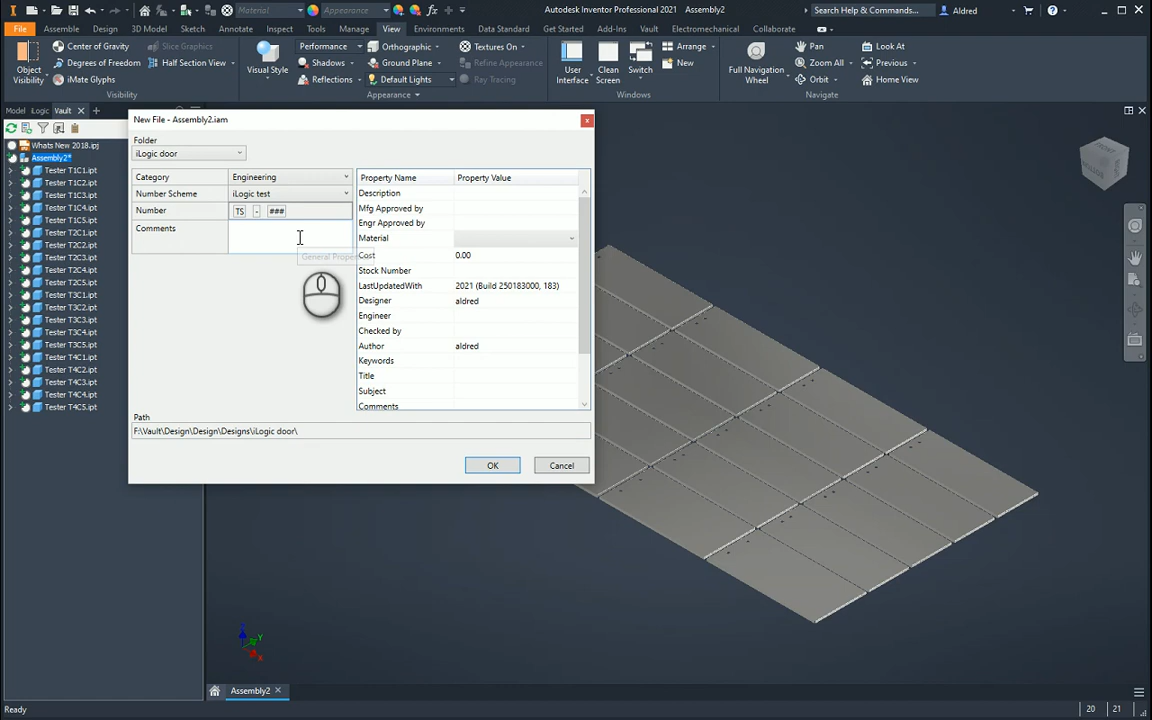 Material
Appearance
Autodesk Inventor Professional 2021 Assembly2
Search Help & Commands...
Aldred
File Assemble Design 3D Model Sketch Annotate Inspect Tools Manage View Environments Data Standard Get Started Add-Ins Vault Electromechanical Collaborate
Object Visibility
Center of Gravity
Degrees of Freedom
iMate Glyphs
Slice Graphics
Half Section View
Visibility
Visual Style
Performance
Shadows
Reflections
Orthographic
Ground Plane
Default Lights
Textures On
Refine Appearance
Ray Tracing
Appearance
User Interface
Clean Screen
Switch
Arrange
New
Windows
Full Navigation Wheel
Pan
Zoom All
Orbit
Look At
Previous
Home View
Navigate
Model iLogic Vault
Whats New 2018.ipj
Assembly2*
Tester T1C1.ipt
Tester T1C2.ipt
Tester T1C3.ipt
Tester T1C4.ipt
Tester T1C5.ipt
Tester T2C1.ipt
Tester T2C2.ipt
Tester T2C3.ipt
Tester T2C4.ipt
Tester T2C5.ipt
Tester T3C1.ipt
Tester T3C2.ipt
Tester T3C3.ipt
Tester T3C4.ipt
Tester T3C5.ipt
Tester T4C1.ipt
Tester T4C2.ipt
Tester T4C3.ipt
Tester T4C4.ipt
Tester T4C5.ipt
New File - Assembly2.iam
Folder
iLogic door
Category Engineering
Number Scheme iLogic test
Number TS - ###
Comments
Property Name Property Value
Description
Mfg Approved by
Engr Approved by
Material
Cost 0.00
Stock Number
LastUpdatedWith 2021 (Build 250183000, 183)
Designer aldred
Engineer
Checked by
Author aldred
Keywords
Title
Subject
Comments
Path
F:\Vault\Design\Design\Designs\iLogic door\
OK Cancel
Z
Y
X
Assembly2
Ready
20 21